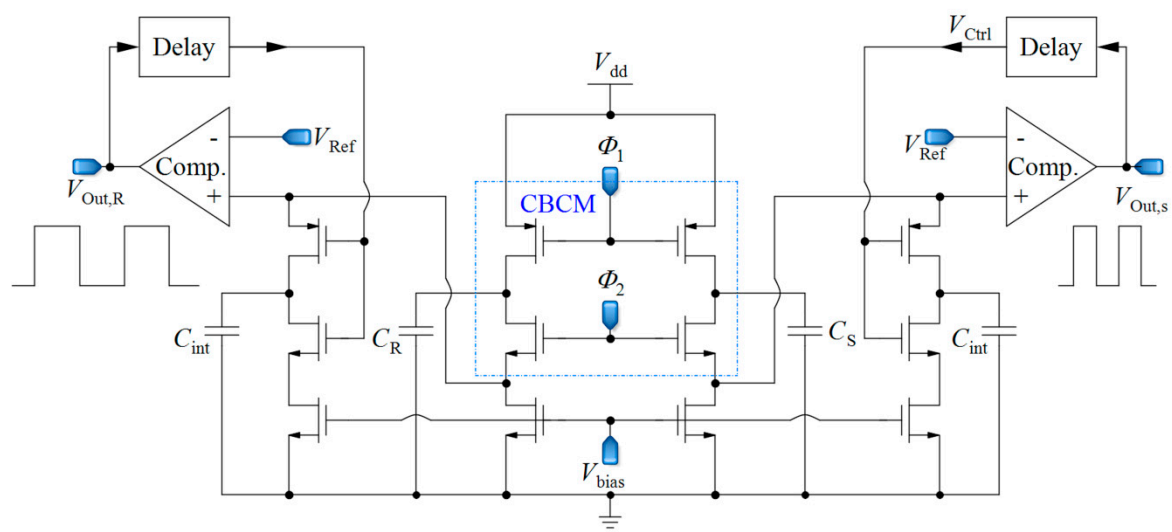 Delay
V_Ctrl
Delay
V_dd
- V_Ref
V_Ref -
Comp.
Φ_1
Comp.
V_Out,R
+
+
V_Out,s
CBCM
Φ_2
C_int
C_R
C_S
C_int
V_bias